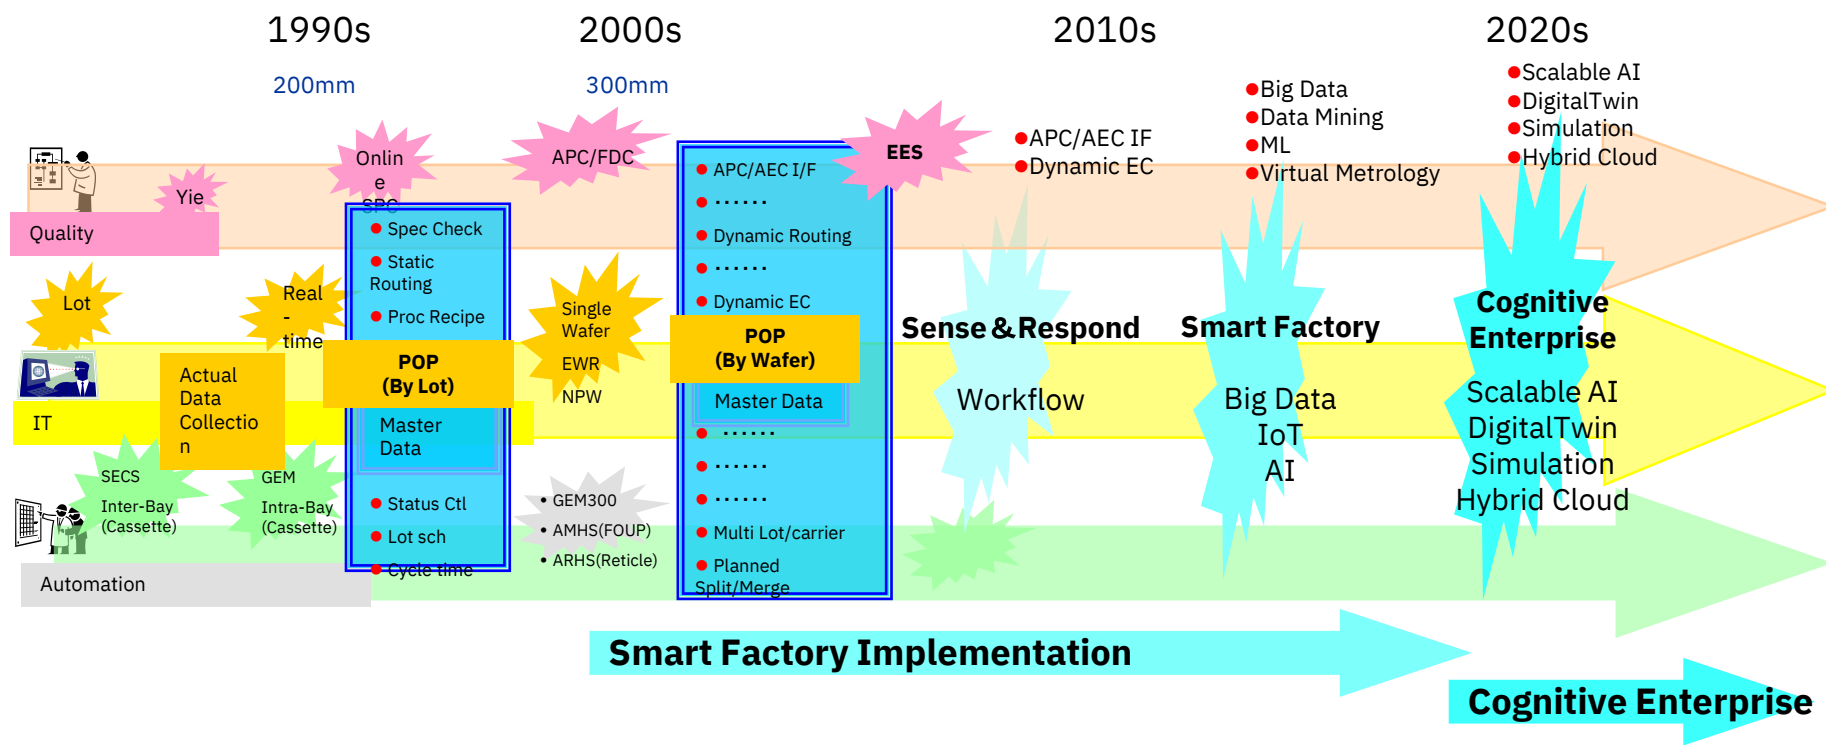 1990s
2000s
2010s
2020s
200mm
300mm
●Scalable AI
●DigitalTwin
●Simulation
●Hybrid Cloud
●Big Data
●Data Mining
●ML
●Virtual Metrology
●APC/AEC IF
●Dynamic EC
Quality
Yie
Onlin
e
SPC
APC/FDC
EES
● Spec Check
● Static
Routing
● Proc Recipe
● APC/AEC I/F
● ······
● Dynamic Routing
● ······
● Dynamic EC
Lot
Real
-
time
Single
Wafer
EWR
NPW
IT
Actual
Data
Collectio
n
POP
(By Lot)
Master
Data
POP
(By Wafer)
Master Data
Sense & Respond
Workflow
Smart Factory
Big Data
IoT
AI
Cognitive
Enterprise
Scalable AI
DigitalTwin
Simulation
Hybrid Cloud
SECS
Inter-Bay
(Cassette)
GEM
Intra-Bay
(Cassette)
● Status Ctl
● Lot sch
● Cycle time
• GEM300
• AMHS(FOUP)
• ARHS(Reticle)
● ······
● ······
● ······
● Multi Lot/carrier
● Planned
Split/Merge
Automation
Smart Factory Implementation
Cognitive Enterprise